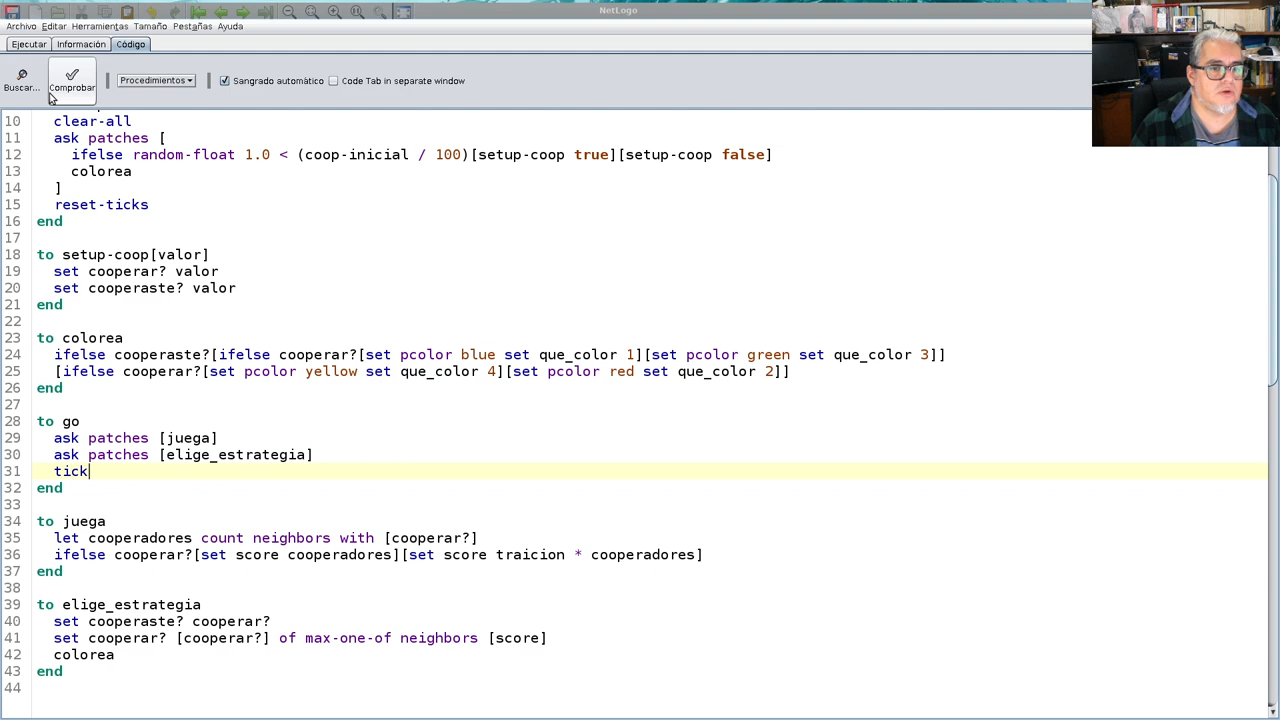 NetLogo
Archivo Editar Herramientas Tamaño Pestañas Ayuda
Ejecutar Información Código
Buscar... Comprobar Procedimientos Sangrado automático Code Tab in separate window
10 clear-all
11 ask patches [
12 ifelse random-float 1.0 < (coop-inicial / 100)[setup-coop true][setup-coop false]
13 colorea
14 ]
15 reset-ticks
16 end
17
18 to setup-coop[valor]
19 set cooperar? valor
20 set cooperaste? valor
21 end
22
23 to colorea
24 ifelse cooperaste?[ifelse cooperar?[set pcolor blue set que_color 1][set pcolor green set que_color 3]]
25 [ifelse cooperar?[set pcolor yellow set que_color 4][set pcolor red set que_color 2]]
26 end
27
28 to go
29 ask patches [juega]
30 ask patches [elige_estrategia]
31 tick
32 end
33
34 to juega
35 let cooperadores count neighbors with [cooperar?]
36 ifelse cooperar?[set score cooperadores][set score traicion * cooperadores]
37 end
38
39 to elige_estrategia
40 set cooperaste? cooperar?
41 set cooperar? [cooperar?] of max-one-of neighbors [score]
42 colorea
43 end
44